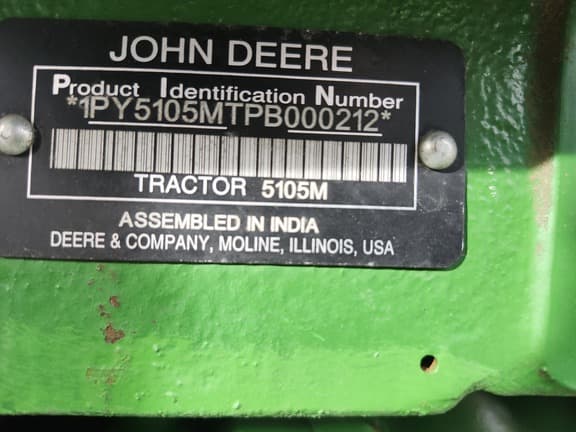 JOHN DEERE
Product Identification Number
*1PY5105MTPB000212*
TRACTOR 5105M
ASSEMBLED IN INDIA
DEERE & COMPANY, MOLINE, ILLINOIS, USA